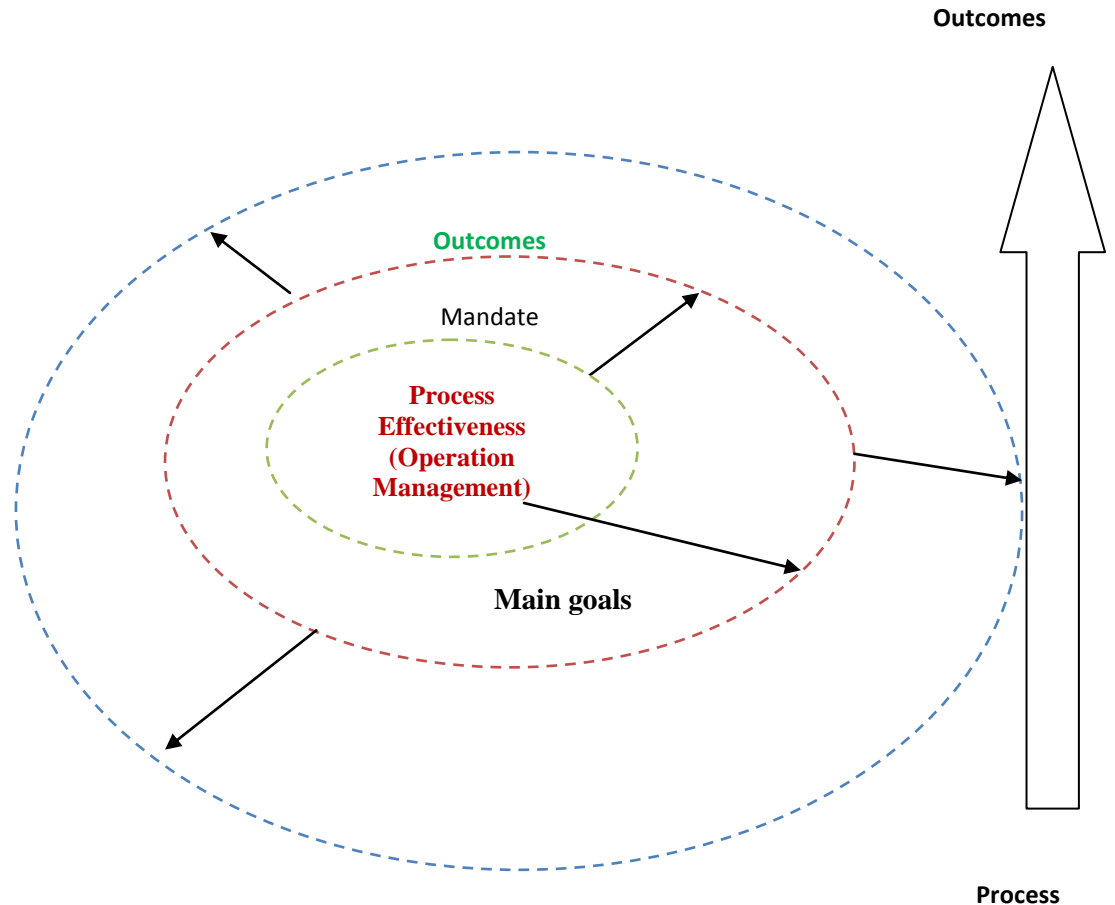 Outcomes
Outcomes
Mandate
Process
Effectiveness
(Operation
Management)
Main goals
Process